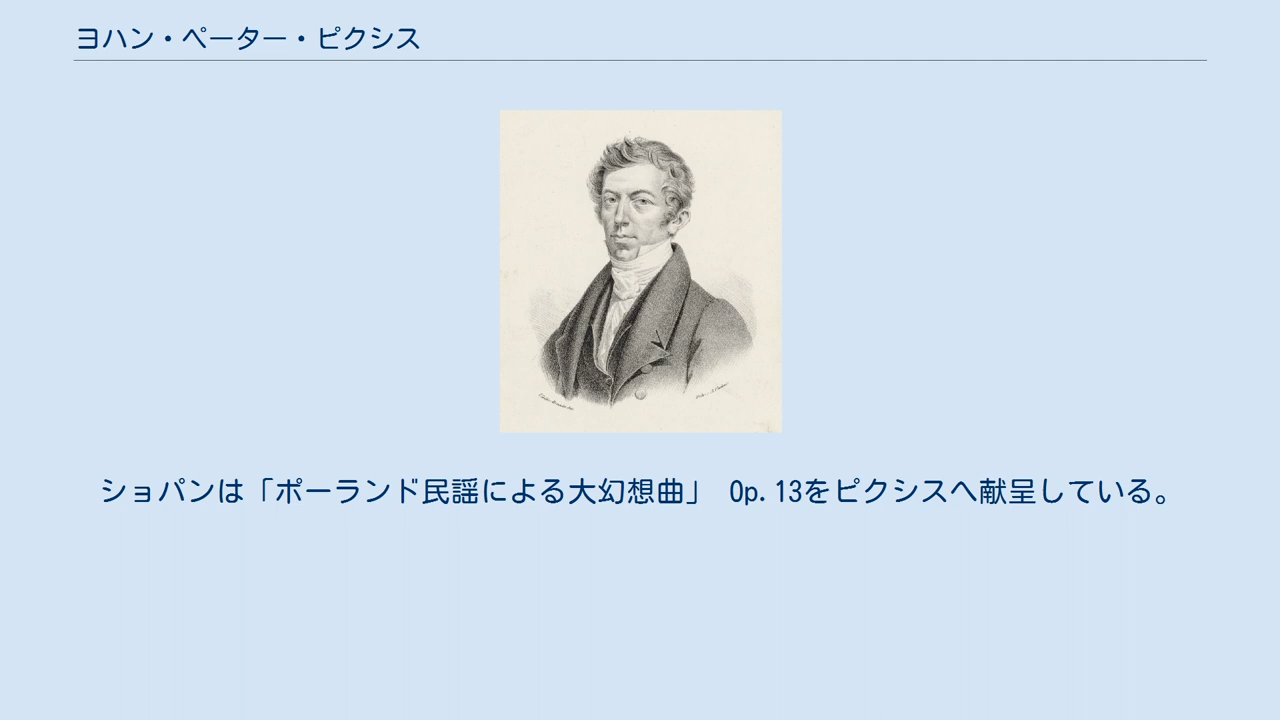 ヨハン・ペーター・ピクシス
ショパンは「ポーランド民謡による大幻想曲」 Op.13をピクシスへ献呈している。